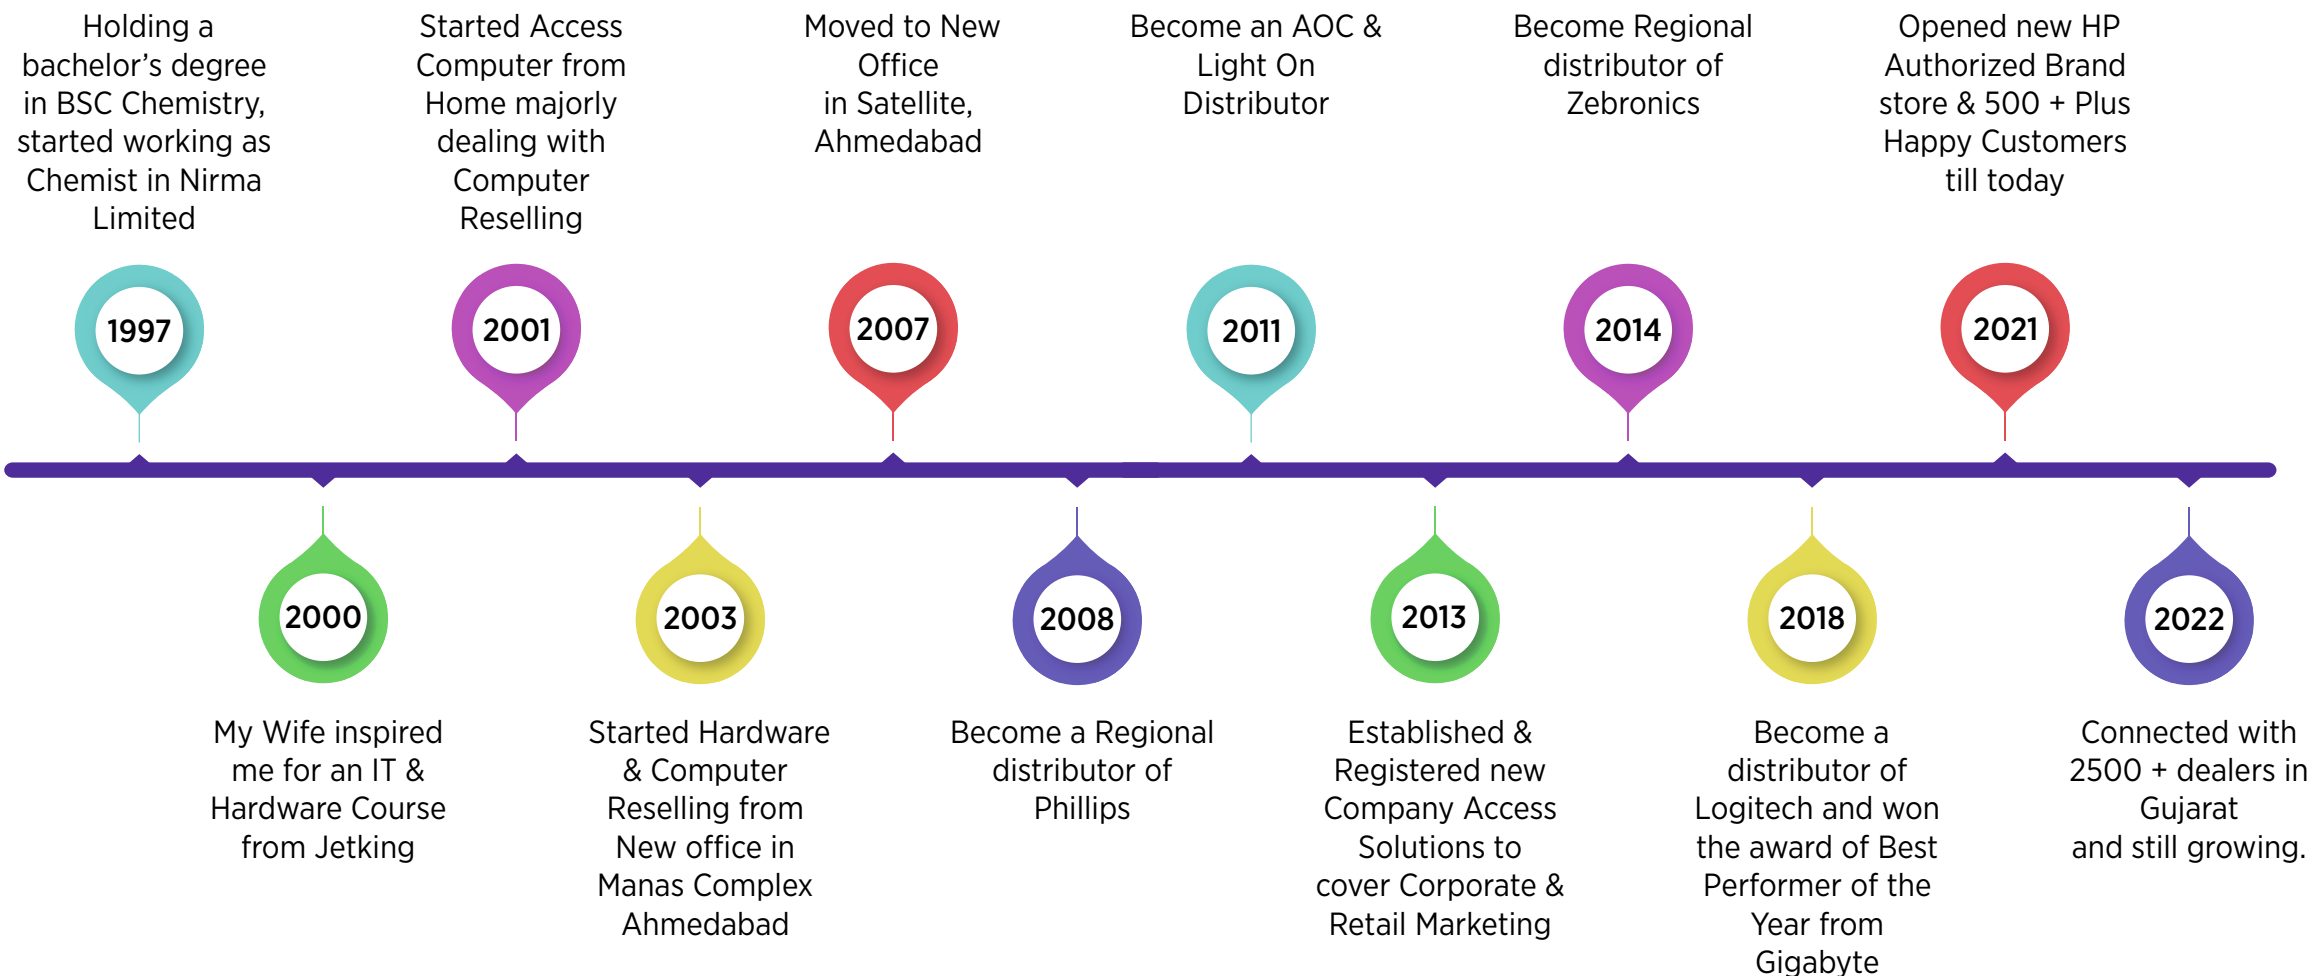 Holding a
bachelor’s degree
in BSC Chemistry,
started working as
Chemist in Nirma
Limited
1997
My Wife inspired
me for an IT &
Hardware Course
from Jetking
2000
Started Access
Computer from
Home majorly
dealing with
Computer
Reselling
2001
Started Hardware
& Computer
Reselling from
New office in
Manas Complex
Ahmedabad
2003
Moved to New
Office
in Satellite,
Ahmedabad
2007
Become a Regional
distributor of
Phillips
2008
Become an AOC &
Light On
Distributor
2011
Established &
Registered new
Company Access
Solutions to
cover Corporate &
Retail Marketing
2013
Become Regional
distributor of
Zebronics
2014
Become a
distributor of
Logitech and won
the award of Best
Performer of the
Year from
Gigabyte
2018
Opened new HP
Authorized Brand
store & 500 + Plus
Happy Customers
till today
2021
Connected with
2500 + dealers in
Gujarat
and still growing.
2022